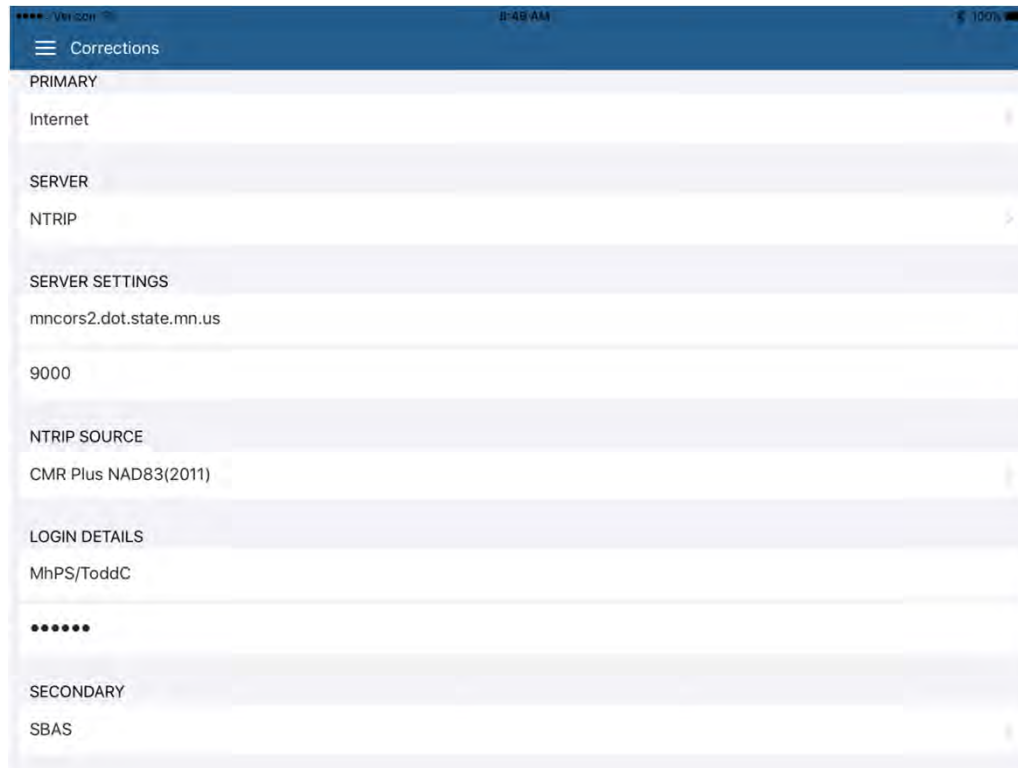 Verizon
8:49 AM
100%
Corrections
PRIMARY
Internet
SERVER
NTRIP
SERVER SETTINGS
mncors2.dot.state.mn.us
9000
NTRIP SOURCE
CMR Plus NAD83(2011)
LOGIN DETAILS
MhPS/ToddC
••••••
SECONDARY
SBAS